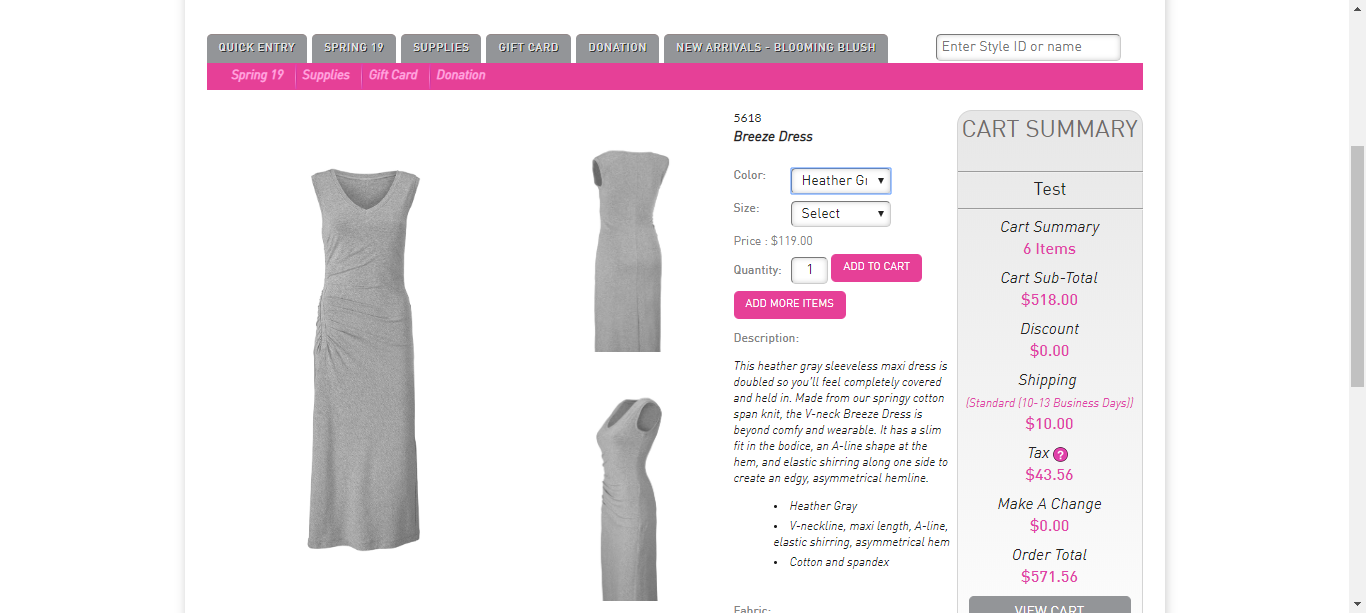 QUICK ENTRY
SPRING 19
SUPPLIES
GIFT CARD
DONATION
NEW ARRIVALS - BLOOMING BLUSH
Enter Style ID or name
Spring 19
Supplies
Gift Card
Donation
5618
Breeze Dress
Color:
Heather Gr
Size:
Select
Price : $119.00
Quantity:
1
ADD TO CART
ADD MORE ITEMS
Description:
This heather gray sleeveless maxi dress is
doubled so you'll feel completely covered
and held in. Made from our springy cotton
span knit, the V-neck Breeze Dress is
beyond comfy and wearable. It has a slim
fit in the bodice, an A-line shape at the
hem, and elastic shirring along one side to
create an edgy, asymmetrical hemline.
• Heather Gray
• V-neckline, maxi length, A-line,
elastic shirring, asymmetrical hem
• Cotton and spandex
Fabric:
CART SUMMARY
Test
Cart Summary
6 Items
Cart Sub-Total
$518.00
Discount
$0.00
Shipping
(Standard (10-13 Business Days))
$10.00
Tax ?
$43.56
Make A Change
$0.00
Order Total
$571.56
VIEW CART